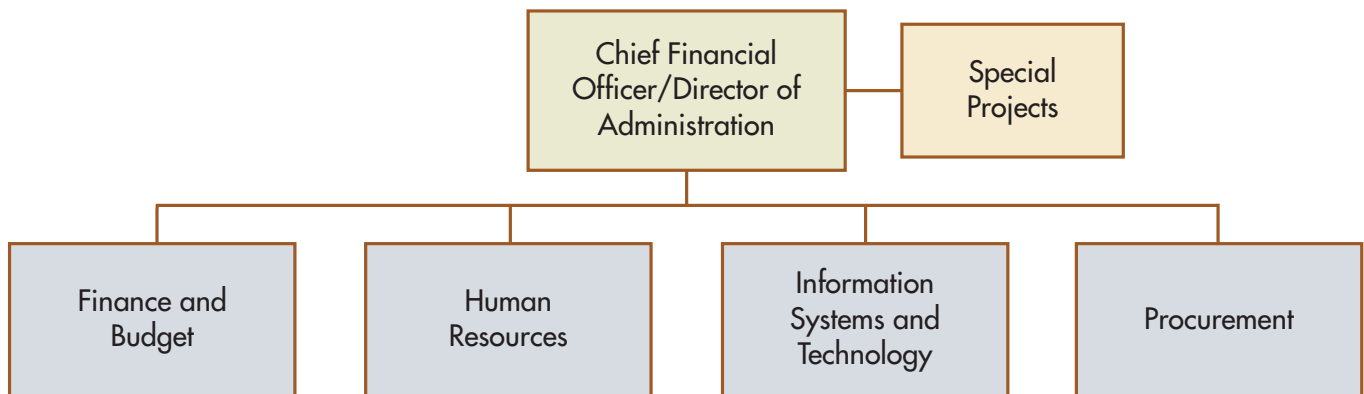 Chief Financial
Officer/Director of
Administration
Special
Projects
Finance and
Budget
Human
Resources
Information
Systems and
Technology
Procurement